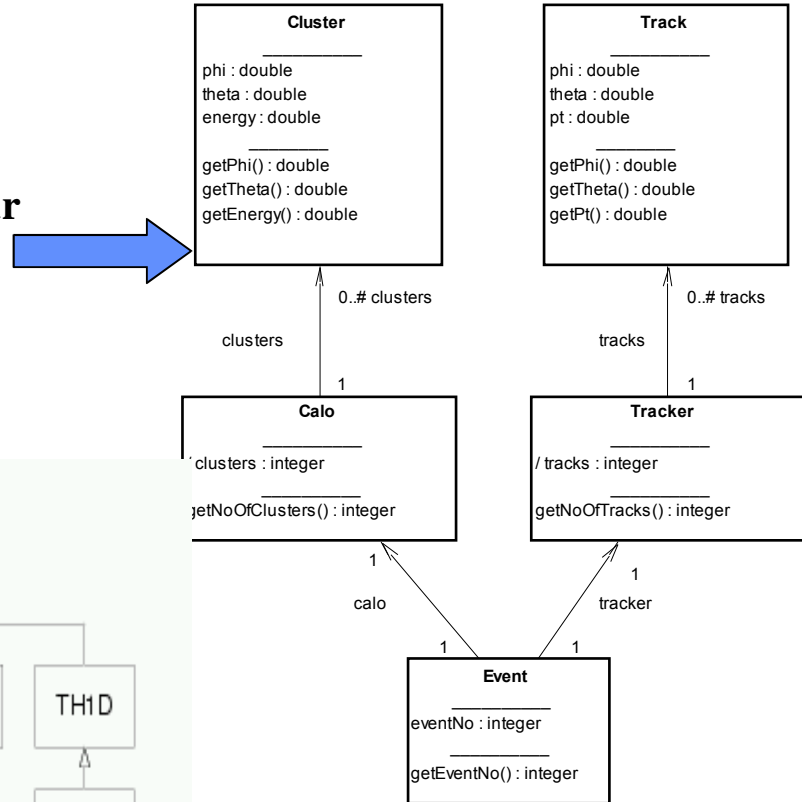 Cluster
phi : double
theta : double
energy : double
getPhi() : double
getTheta() : double
getEnergy() : double
Track
phi : double
theta : double
pt : double
getPhi() : double
getTheta() : double
getPt() : double
0..# clusters
clusters
1
0..# tracks
tracks
1
Calo
/ clusters : integer
getNoOfClusters() : integer
Tracker
/ tracks : integer
getNoOfTracks() : integer
1
calo
1
1
tracker
1
Event
eventNo : integer
getEventNo() : integer
TH1D